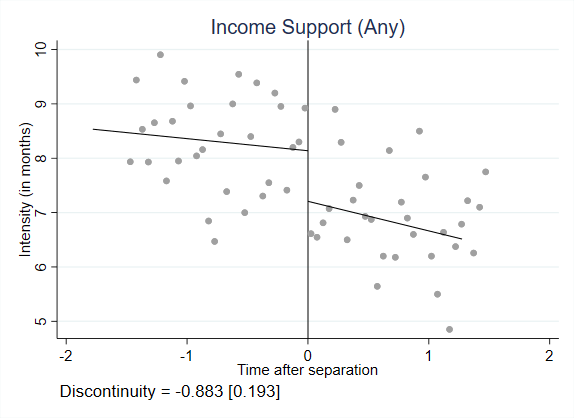 Income Support (Any)
10
9
8
7
6
5
Intensity (in months)
-2 -1 0 1 2
Time after separation
Discontinuity = -0.883 [0.193]